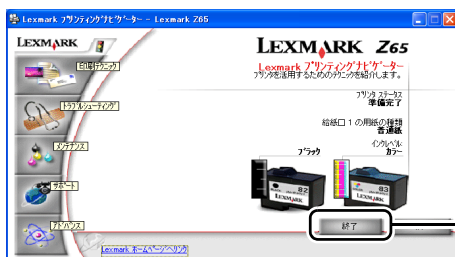 Lexmark プリンティングナビゲーター - Lexmark Z65
LEXMARK
LEXMARK Z65
Lexmark プリンティングナビゲーター
プリンタを活用するためのテクニックを紹介します。
印刷テクニック
トラブルシューティング
メンテナンス
サポート
アドバンス
プリンタ ステータス
準備完了
給紙口 1 の用紙の種類
普通紙
インクレベル
ブラック
カラー
82
LEXMARK
83
LEXMARK
終了
Lexmark ホームページへリンク